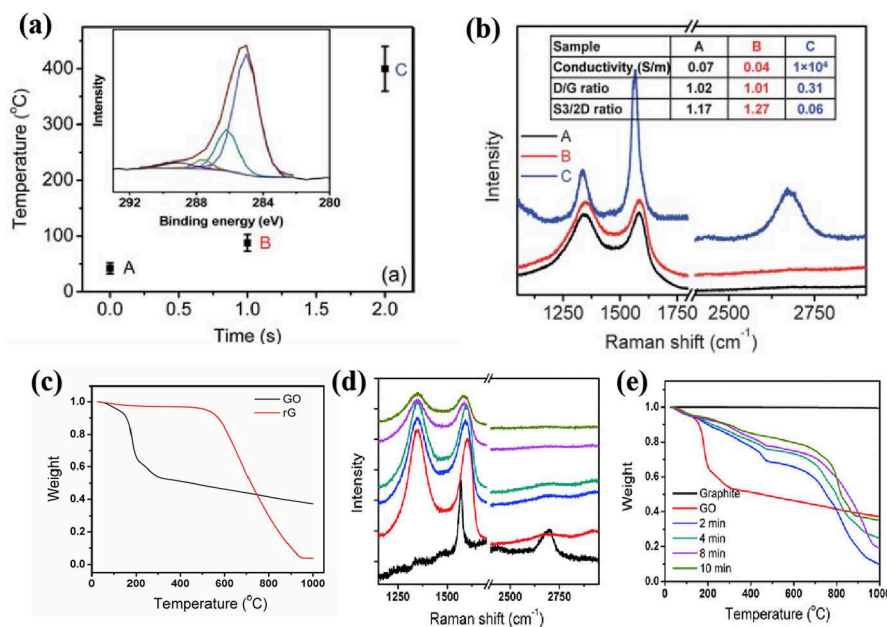 (a)
450
400
350
300
250
200
150
100
50
0
Temperature (°C)
0.0 0.5 1.0 1.5 2.0
Time (s)
A
B
C
(a)
Intensity
292 288 284 280
Binding energy (eV)
(b)
Sample A B C
Conductivity (S/m) 0.07 0.04 1×10⁴
D/G ratio 1.02 1.01 0.31
S3/2D ratio 1.17 1.27 0.06
A
B
C
Intensity
1250 1500 1750 2500 2750
Raman shift (cm⁻¹)
(c)
GO
rG
1.0
0.8
0.6
0.4
0.2
0.0
Weight
0 200 400 600 800 1000
Temperature (°C)
(d)
Intensity
1250 1500 2500 2750
Raman shift (cm⁻¹)
(e)
1.0
0.8
0.6
0.4
0.2
0.0
Weight
Graphite
GO
2 min
4 min
8 min
10 min
0 200 400 600 800 1000
Temperature (°C)